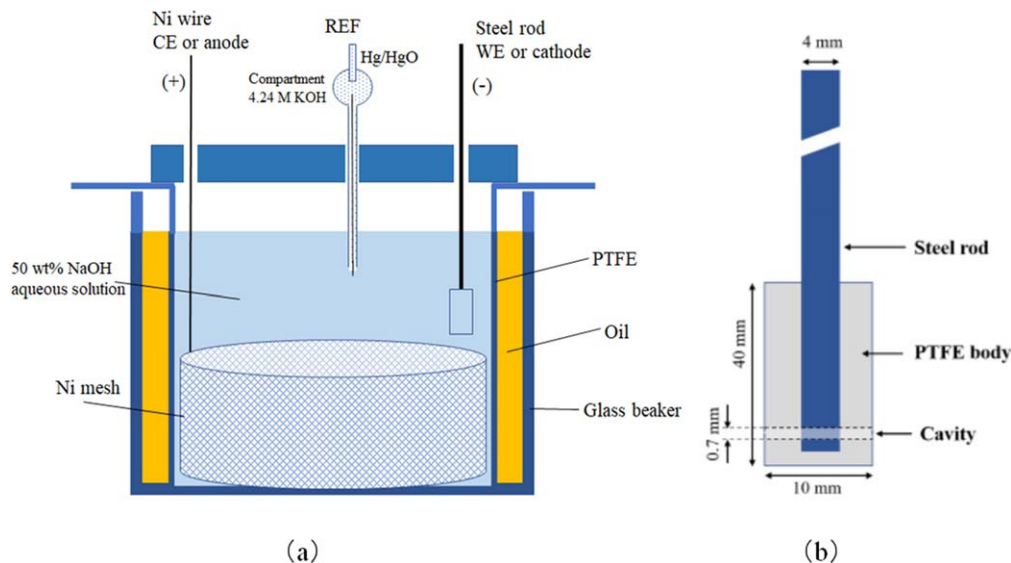 Ni wire
CE or anode
(+)
REF
Hg/HgO
Compartment
4.24 M KOH
Steel rod
WE or cathode
(-)
50 wt% NaOH
aqueous solution
Ni mesh
PTFE
Oil
Glass beaker
(a)
4 mm
Steel rod
40 mm
PTFE body
0.7 mm
Cavity
10 mm
(b)